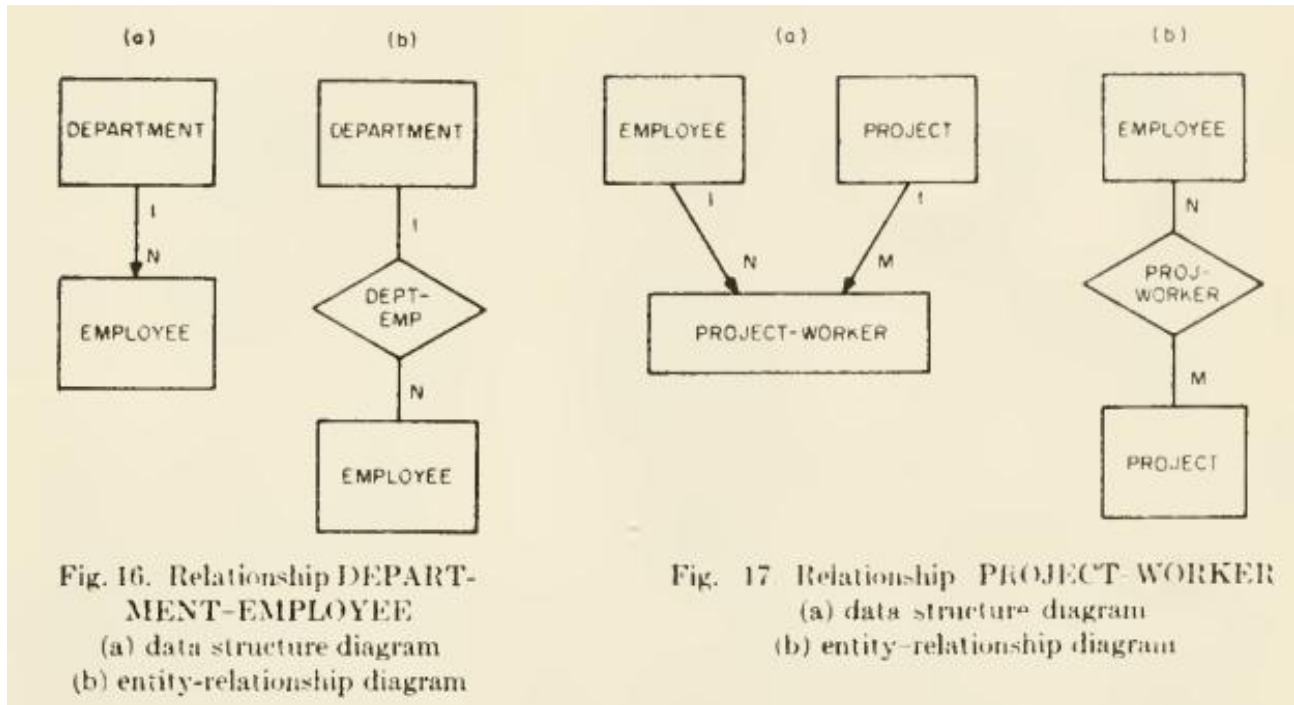 (a)
DEPARTMENT
1
N
EMPLOYEE
(b)
DEPARTMENT
1
DEPT-
EMP
N
EMPLOYEE
Fig. 16. Relationship DEPART-
MENT-EMPLOYEE
(a) data structure diagram
(b) entity-relationship diagram
(a)
EMPLOYEE
PROJECT
1
1
N
M
PROJECT-WORKER
(b)
EMPLOYEE
N
PROJ-
WORKER
M
PROJECT
Fig. 17 Relationship PROJECT-WORKER
(a) data structure diagram
(b) entity-relationship diagram